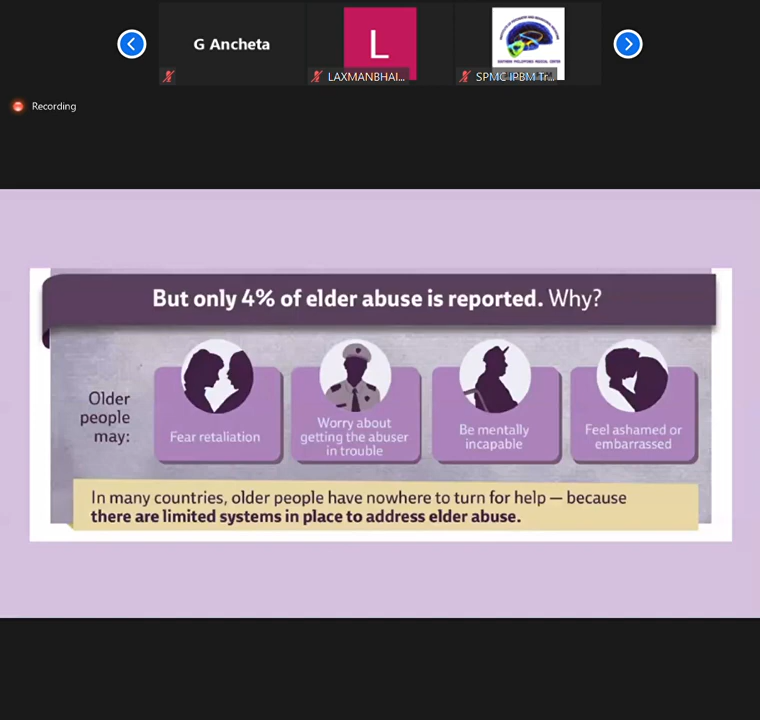 G Ancheta
L
LAXMANBHAI...
SPMC IPBM Tr...
Recording
But only 4% of elder abuse is reported. Why?
Older
people
may:
Fear retaliation
Worry about
getting the abuser
in trouble
Be mentally
incapable
Feel ashamed or
embarrassed
In many countries, older people have nowhere to turn for help — because
there are limited systems in place to address elder abuse.